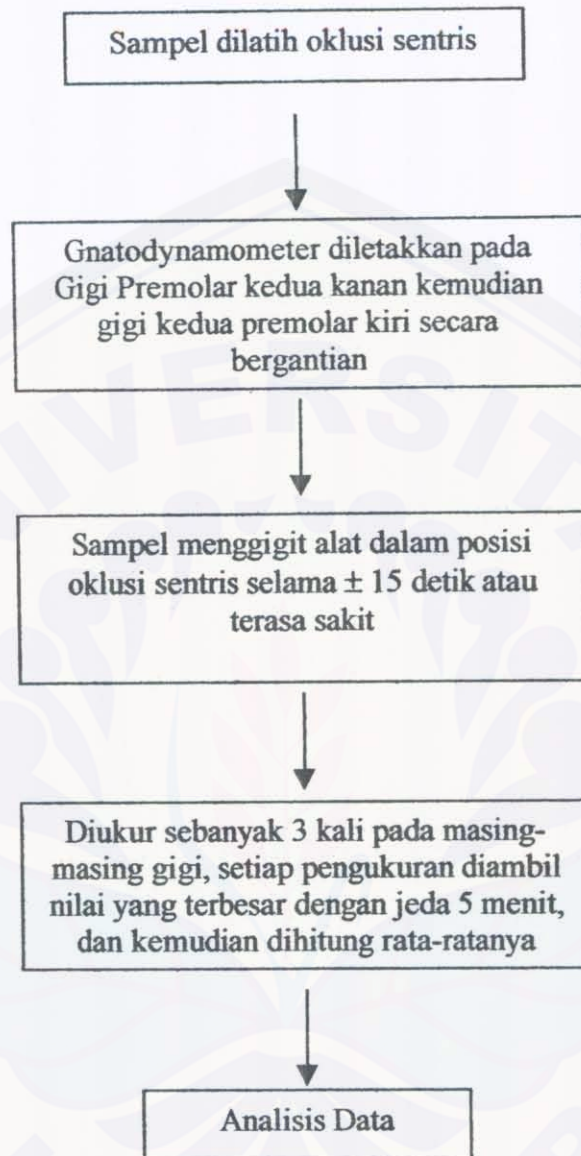 Sampel dilatih oklusi sentris
Gnatodynamometer diletakkan pada
Gigi Premolar kedua kanan kemudian
gigi kedua premolar kiri secara
bergantian
Sampel menggigit alat dalam posisi
oklusi sentris selama ± 15 detik atau
terasa sakit
Diukur sebanyak 3 kali pada masing-
masing gigi, setiap pengukuran diambil
nilai yang terbesar dengan jeda 5 menit,
dan kemudian dihitung rata-ratanya
Analisis Data